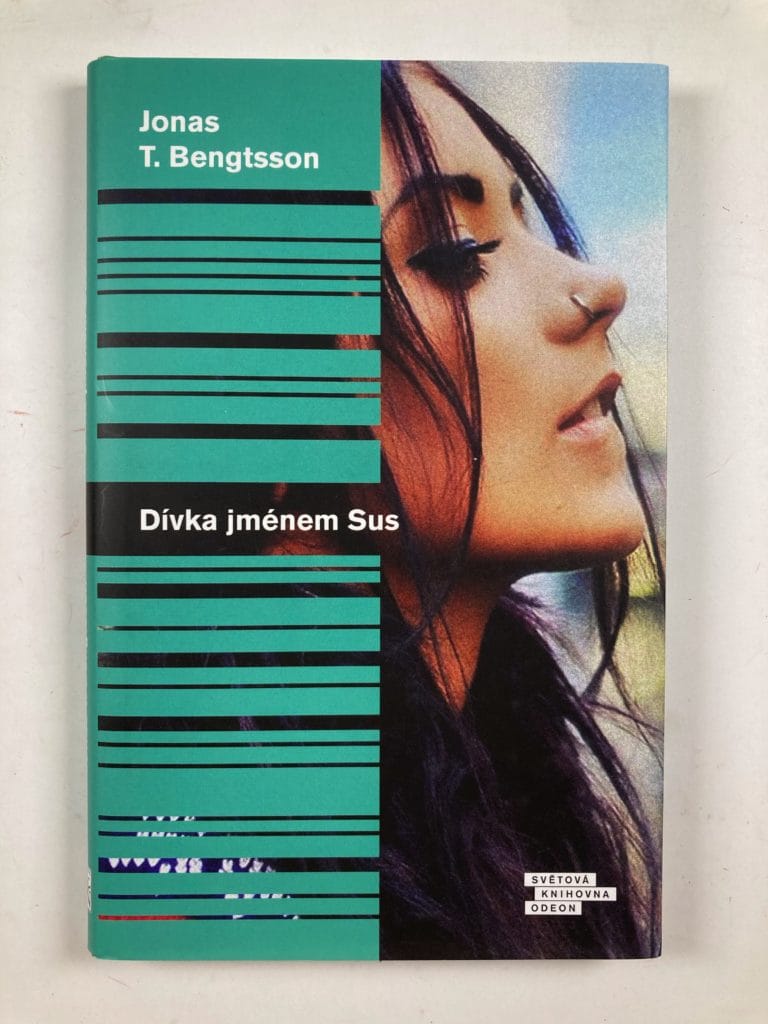 Jonas
T. Bengtsson
Dívka jménem Sus
SVĚTOVÁ
KNIHOVNA
ODEON